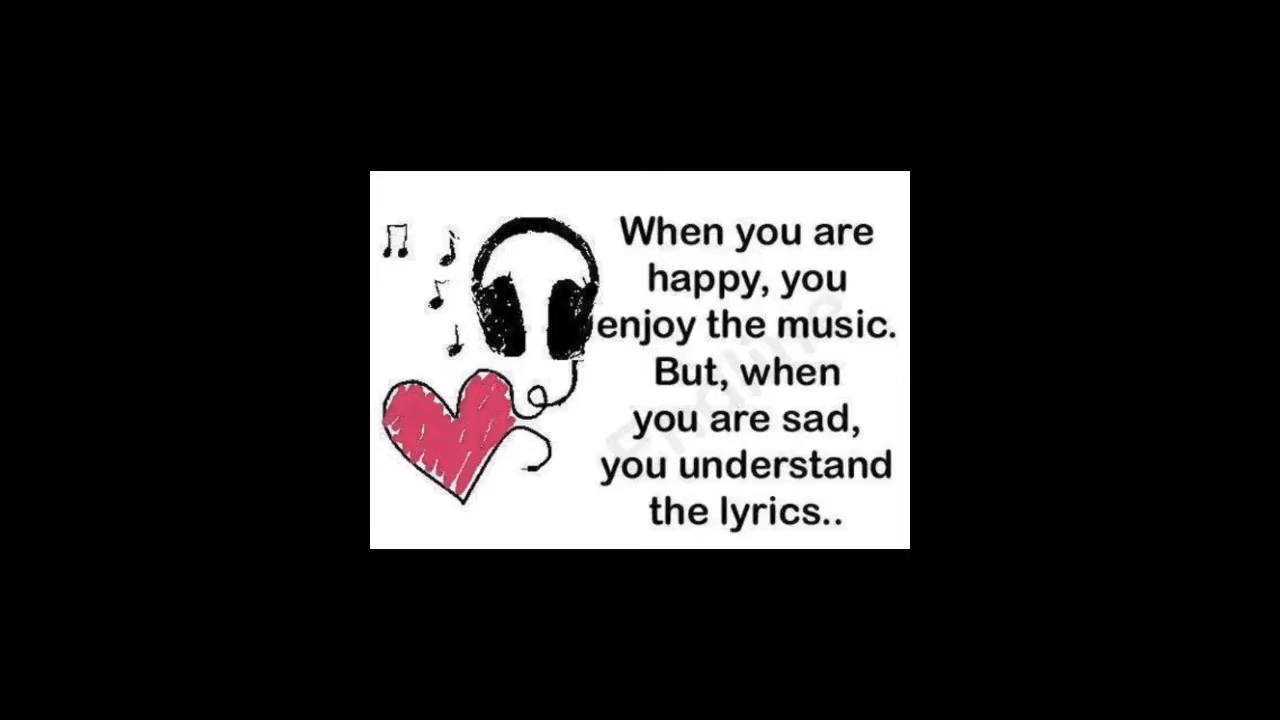 When you are
happy, you
enjoy the music.
But, when
you are sad,
you understand
the lyrics..